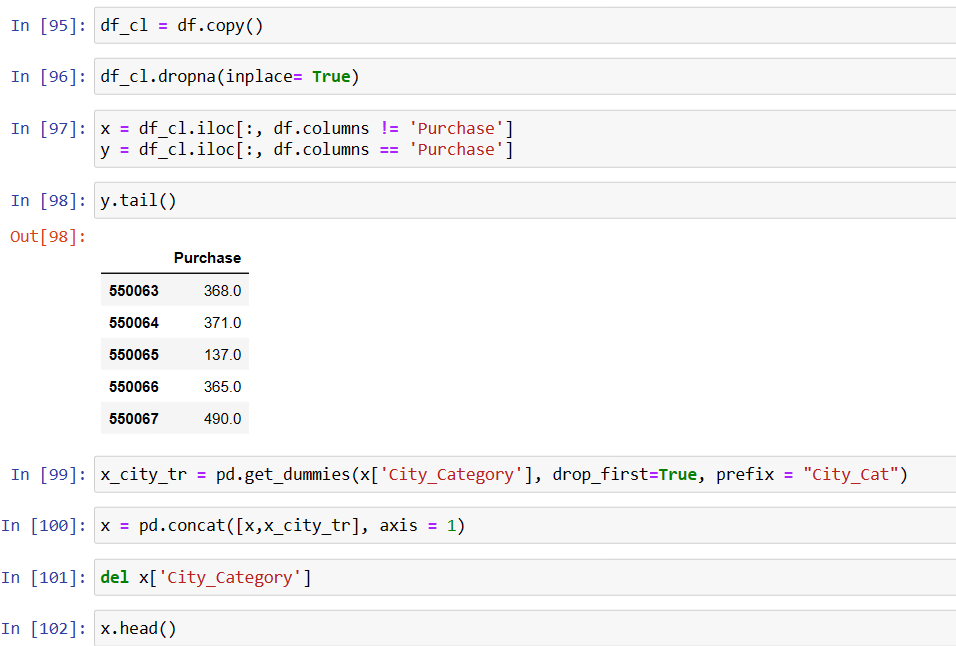 In [95]: df_cl = df.copy()
In [96]: df_cl.dropna(inplace= True)
In [97]: x = df_cl.iloc[:, df.columns != 'Purchase']
y = df_cl.iloc[:, df.columns == 'Purchase']
In [98]: y.tail()
Out[98]:
Purchase
550063 368.0
550064 371.0
550065 137.0
550066 365.0
550067 490.0
In [99]: x_city_tr = pd.get_dummies(x['City_Category'], drop_first=True, prefix = "City_Cat")
In [100]: x = pd.concat([x,x_city_tr], axis = 1)
In [101]: del x['City_Category']
In [102]: x.head()